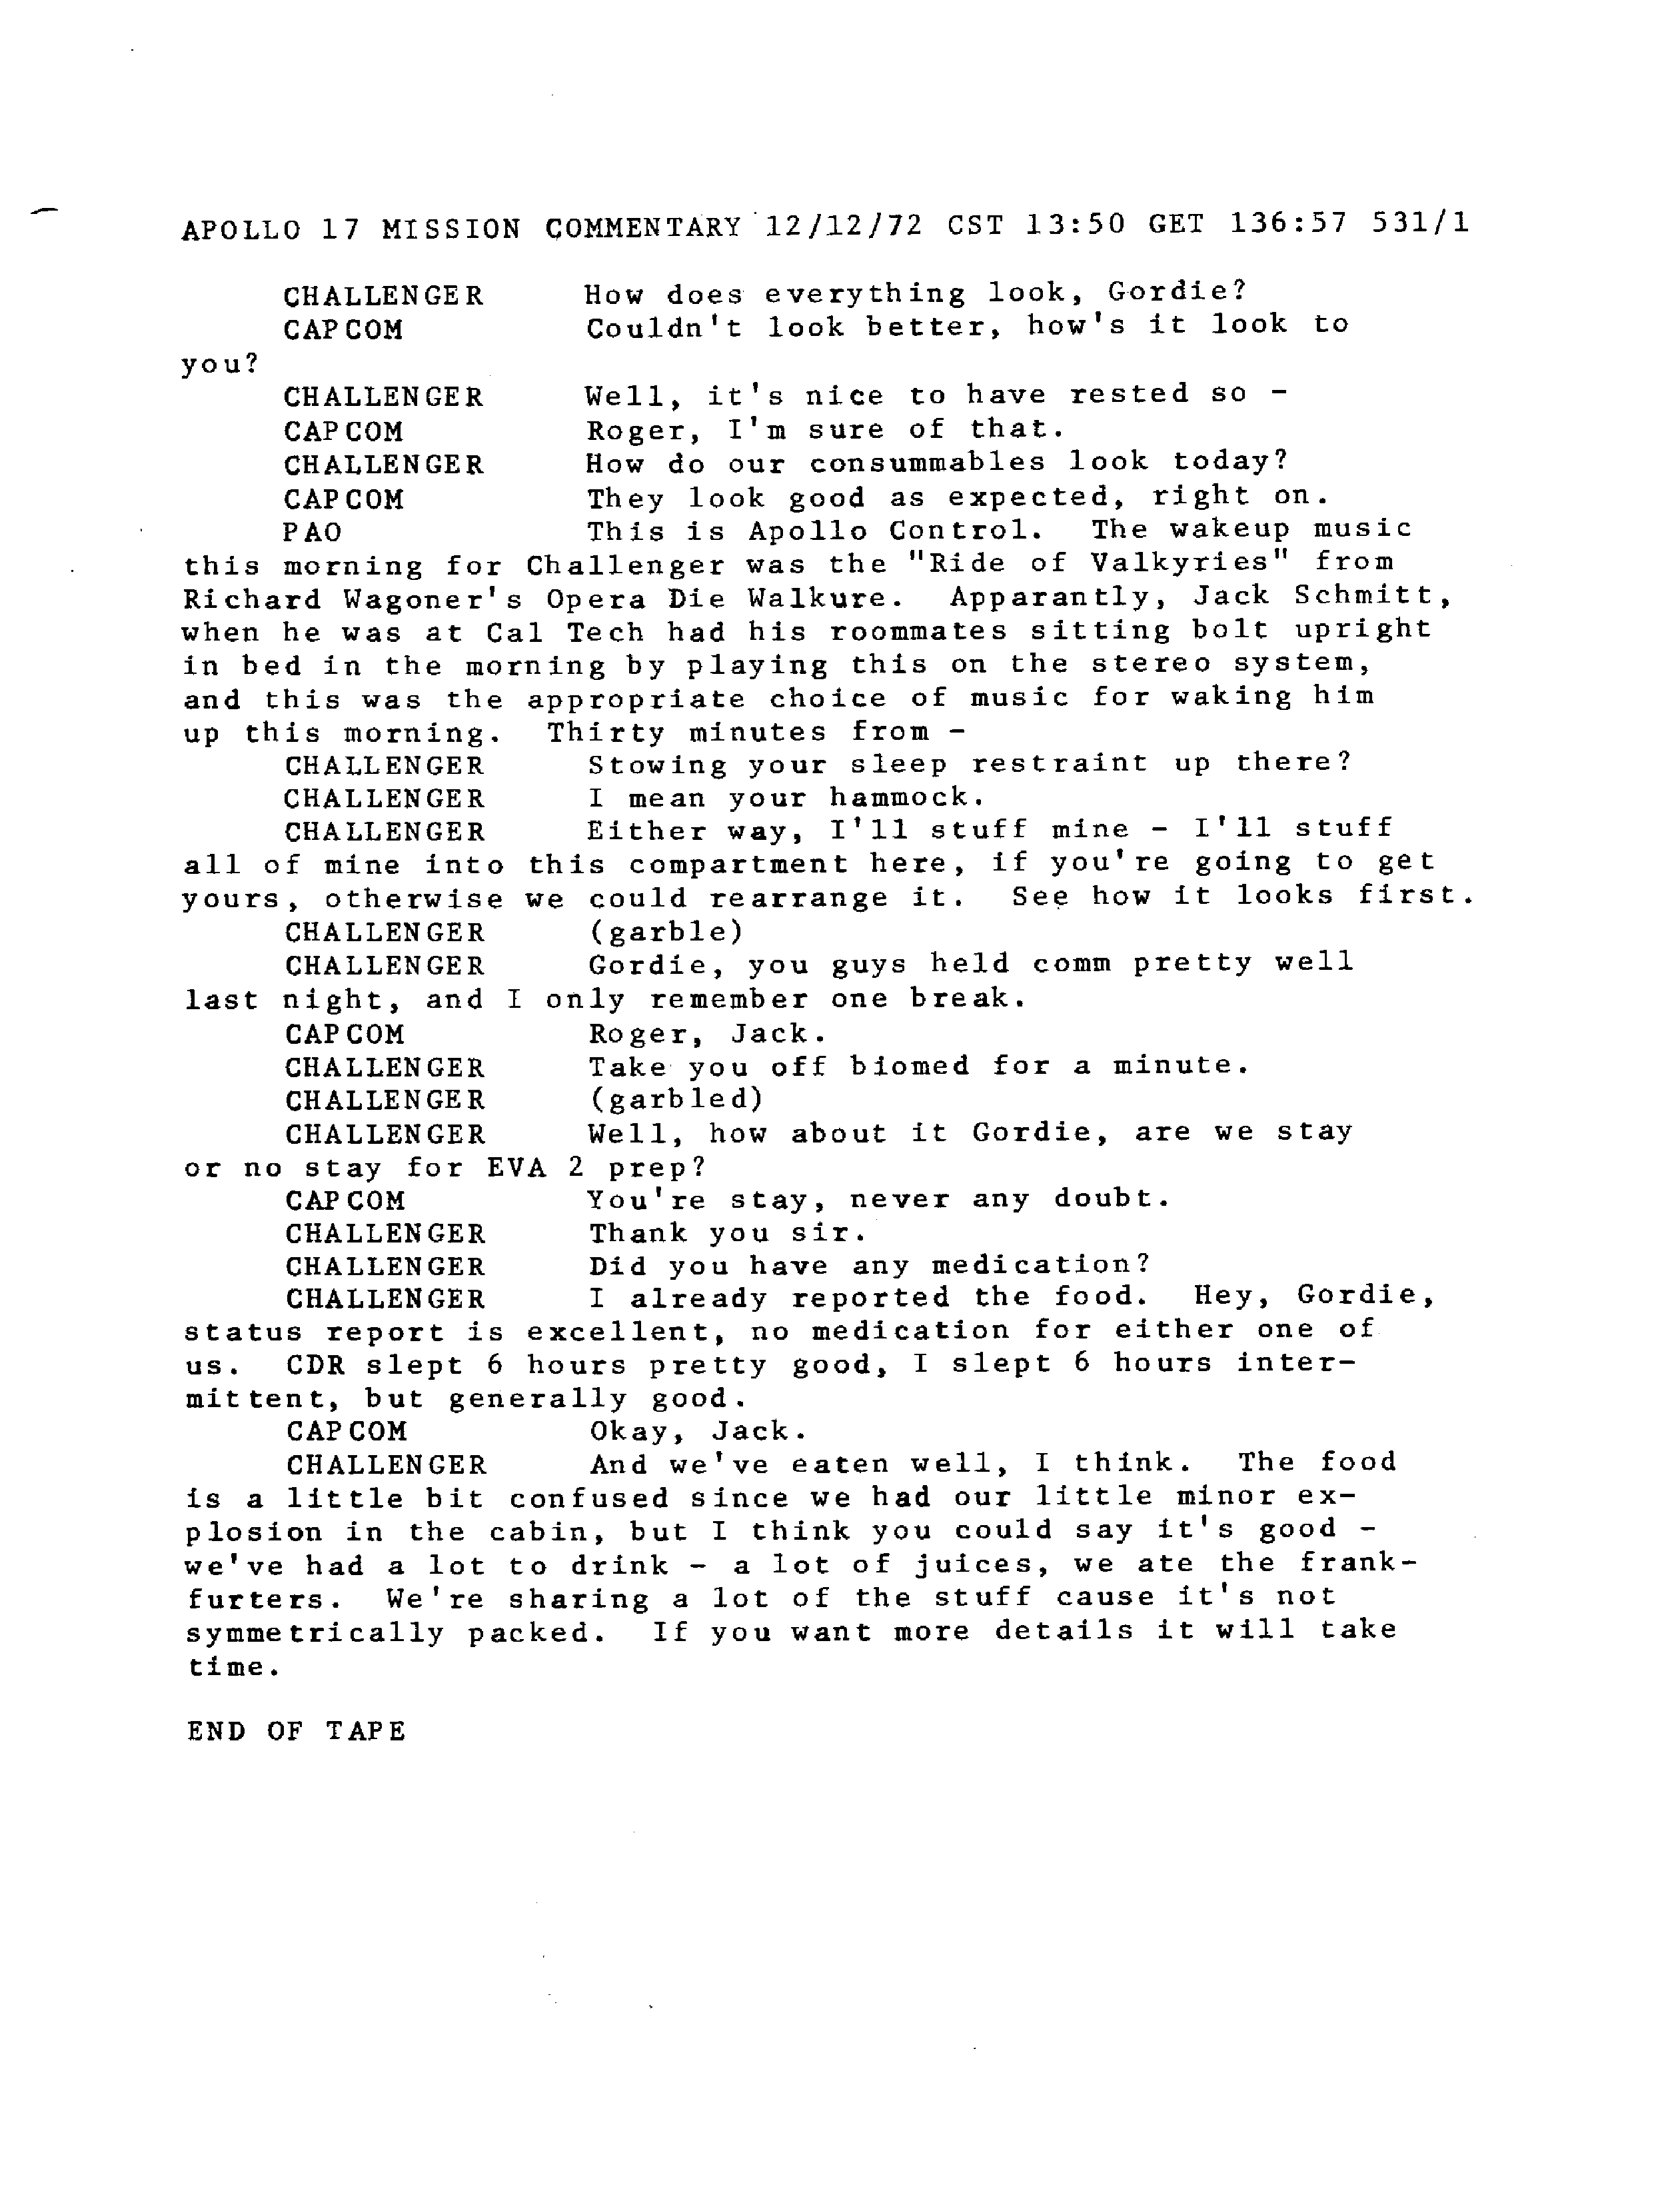 APOLLO 17 MISSION COMMENTARY 12/12/72 CST 13:50 GET 136:57 531/1
CHALLENGER How does everything look, Gordie?
CAPCOM Couldn't look better, how's it look to
you?
CHALLENGER Well, it's nice to have rested so -
CAPCOM Roger, I'm sure of that.
CHALLENGER How do our consummables look today?
CAPCOM They look good as expected, right on.
PAO This is Apollo Control. The wakeup music
this morning for Challenger was the "Ride of Valkyries" from
Richard Wagoner's Opera Die Walkure. Apparantly, Jack Schmitt,
when he was at Cal Tech had his roommates sitting bolt upright
in bed in the morning by playing this on the stereo system,
and this was the appropriate choice of music for waking him
up this morning. Thirty minutes from -
CHALLENGER Stowing your sleep restraint up there?
CHALLENGER I mean your hammock.
CHALLENGER Either way, I'll stuff mine - I'll stuff
all of mine into this compartment here, if you're going to get
yours, otherwise we could rearrange it. See how it looks first.
CHALLENGER (garble)
CHALLENGER Gordie, you guys held comm pretty well
last night, and I only remember one break.
CAPCOM Roger, Jack.
CHALLENGER Take you off biomed for a minute.
CHALLENGER (garbled)
CHALLENGER Well, how about it Gordie, are we stay
or no stay for EVA 2 prep?
CAPCOM You're stay, never any doubt.
CHALLENGER Thank you sir.
CHALLENGER Did you have any medication?
CHALLENGER I already reported the food. Hey, Gordie,
status report is excellent, no medication for either one of
us. CDR slept 6 hours pretty good, I slept 6 hours inter-
mittent, but generally good.
CAPCOM Okay, Jack.
CHALLENGER And we've eaten well, I think. The food
is a little bit confused since we had our little minor ex-
plosion in the cabin, but I think you could say it's good -
we've had a lot to drink - a lot of juices, we ate the frank-
furters. We're sharing a lot of the stuff cause it's not
symmetrically packed. If you want more details it will take
time.
END OF TAPE